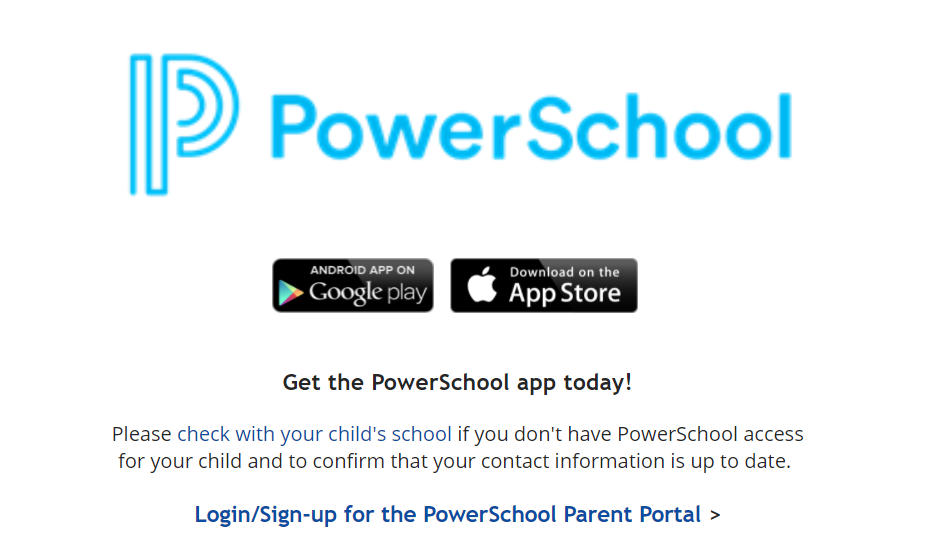 PowerSchool
ANDROID APP ON
Google play
Download on the
App Store
Get the PowerSchool app today!
Please check with your child's school if you don't have PowerSchool access
for your child and to confirm that your contact information is up to date.
Login/Sign-up for the PowerSchool Parent Portal >